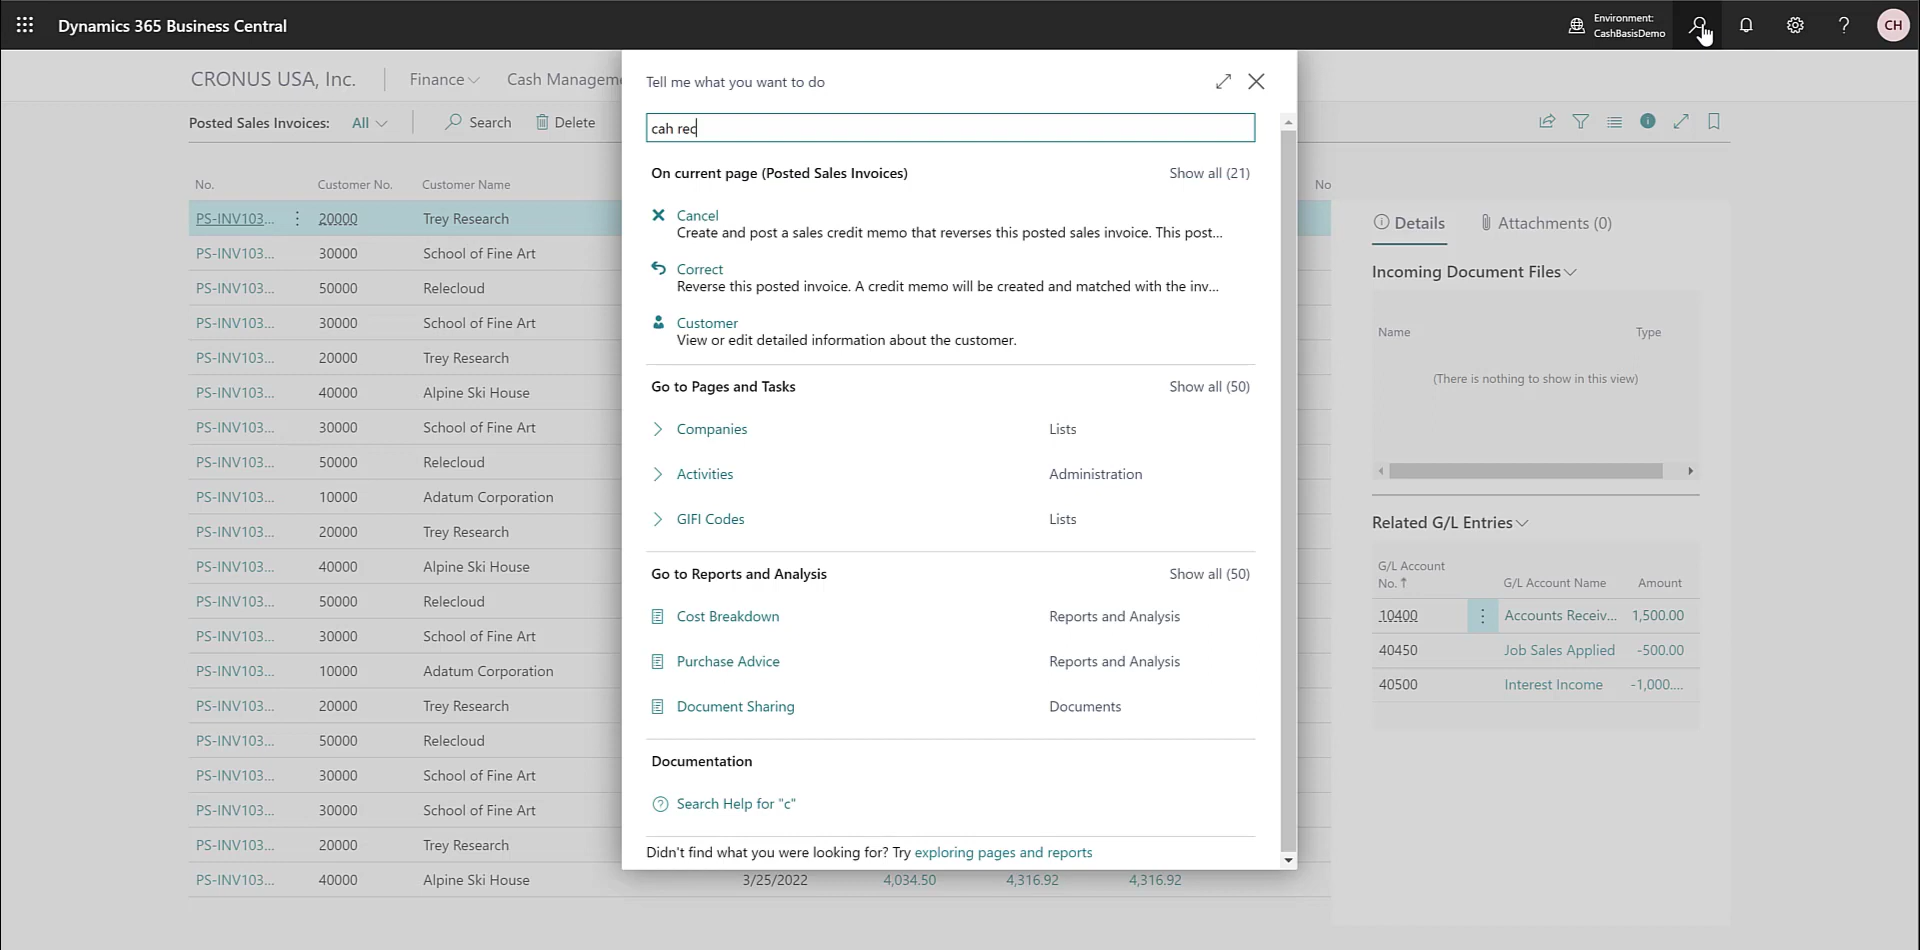 Dynamics 365 Business Central
Environment:
CashBasisDemo
CH
CRONUS USA, Inc.
Finance
Cash Manageme
Posted Sales Invoices: All
Search
Delete
Tell me what you want to do
cah rec
On current page (Posted Sales Invoices) Show all (21)
Cancel
Create and post a sales credit memo that reverses this posted sales invoice. This post...
Correct
Reverse this posted invoice. A credit memo will be created and matched with the inv...
Customer
View or edit detailed information about the customer.
Go to Pages and Tasks Show all (50)
Companies Lists
Activities Administration
GIFI Codes Lists
Go to Reports and Analysis Show all (50)
Cost Breakdown Reports and Analysis
Purchase Advice Reports and Analysis
Document Sharing Documents
Documentation
Search Help for "c"
Didn't find what you were looking for? Try exploring pages and reports
No. Customer No. Customer Name No
PS-INV103... 20000 Trey Research
PS-INV103... 30000 School of Fine Art
PS-INV103... 50000 Relecloud
PS-INV103... 30000 School of Fine Art
PS-INV103... 20000 Trey Research
PS-INV103... 40000 Alpine Ski House
PS-INV103... 30000 School of Fine Art
PS-INV103... 50000 Relecloud
PS-INV103... 10000 Adatum Corporation
PS-INV103... 20000 Trey Research
PS-INV103... 40000 Alpine Ski House
PS-INV103... 50000 Relecloud
PS-INV103... 30000 School of Fine Art
PS-INV103... 10000 Adatum Corporation
PS-INV103... 20000 Trey Research
PS-INV103... 50000 Relecloud
PS-INV103... 30000 School of Fine Art
PS-INV103... 30000 School of Fine Art
PS-INV103... 20000 Trey Research
PS-INV103... 40000 Alpine Ski House 3/25/2022 4,034.50 4,316.92 4,316.92
Details Attachments (0)
Incoming Document Files
Name Type
(There is nothing to show in this view)
Related G/L Entries
G/L Account
No. ↑ G/L Account Name Amount
10400 Accounts Receiv... 1,500.00
40450 Job Sales Applied -500.00
40500 Interest Income -1,000....